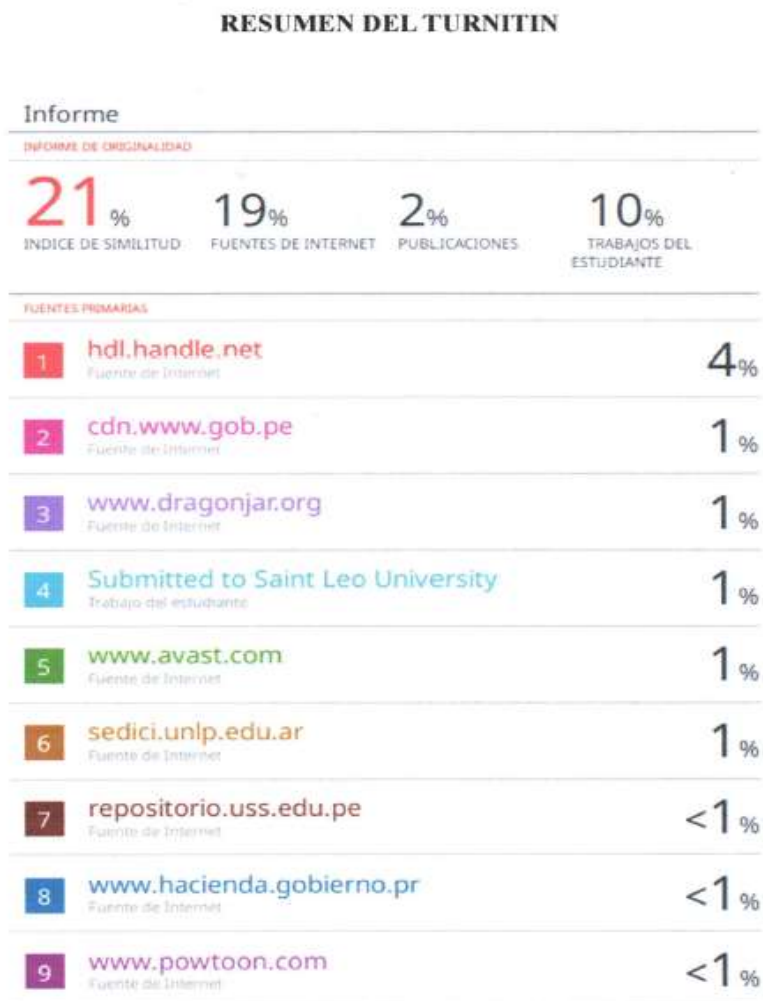 RESUMEN DEL TURNITIN
Informe
INFORME DE ORIGINALIDAD
21%
INDICE DE SIMILITUD
19%
FUENTES DE INTERNET
2%
PUBLICACIONES
10%
TRABAJOS DEL
ESTUDIANTE
FUENTES PRIMARIAS
1 hdl.handle.net 4%
Fuente de Internet
2 cdn.www.gob.pe 1%
Fuente de Internet
3 www.dragonjar.org 1%
Fuente de Internet
4 Submitted to Saint Leo University 1%
Trabajo del estudiante
5 www.avast.com 1%
Fuente de Internet
6 sedici.unlp.edu.ar 1%
Fuente de Internet
7 repositorio.uss.edu.pe <1%
Fuente de Internet
8 www.hacienda.gobierno.pr <1%
Fuente de Internet
9 www.powtoon.com <1%
Fuente de Internet